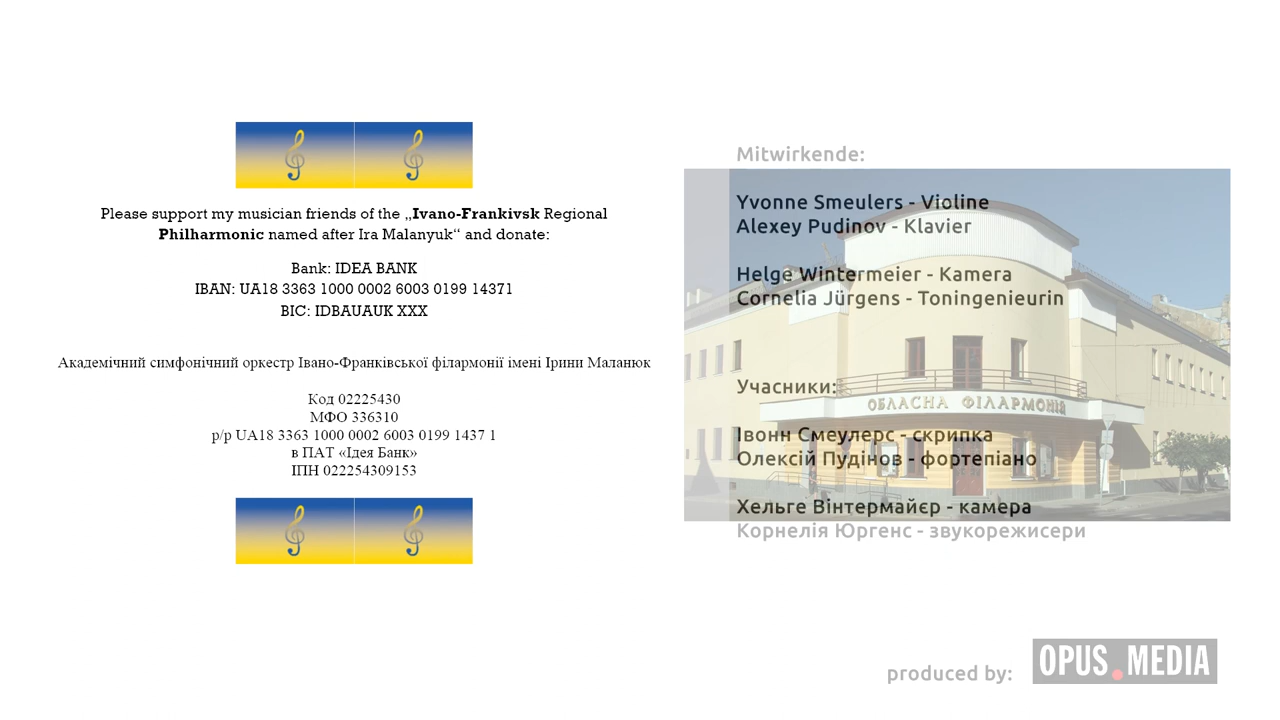 Please support my musician friends of the „Ivano-Frankivsk Regional
Philharmonic named after Ira Malanyuk“ and donate:
Bank: IDEA BANK
IBAN: UA18 3363 1000 0002 6003 0199 14371
BIC: IDBAUAUK XXX
Академічний симфонічний оркестр Івано-Франківської філармонії імені Ірини Маланюк
Код 02225430
МФО 336310
р/р UA18 3363 1000 0002 6003 0199 1437 1
в ПАТ «Ідея Банк»
ІПН 022254309153
Mitwirkende:
Yvonne Smeulers - Violine
Alexey Pudinov - Klavier
Helge Wintermeier - Kamera
Cornelia Jürgens - Toningenieurin
Учасники:
ОБЛАСНА ФІЛАРМОНІЯ
Івонн Смеулерс - скрипка
Олексій Пудінов - фортепіано
Хельге Вінтермайєр - камера
Корнелія Юргенс - звукорежисери
produced by: OPUS.MEDIA